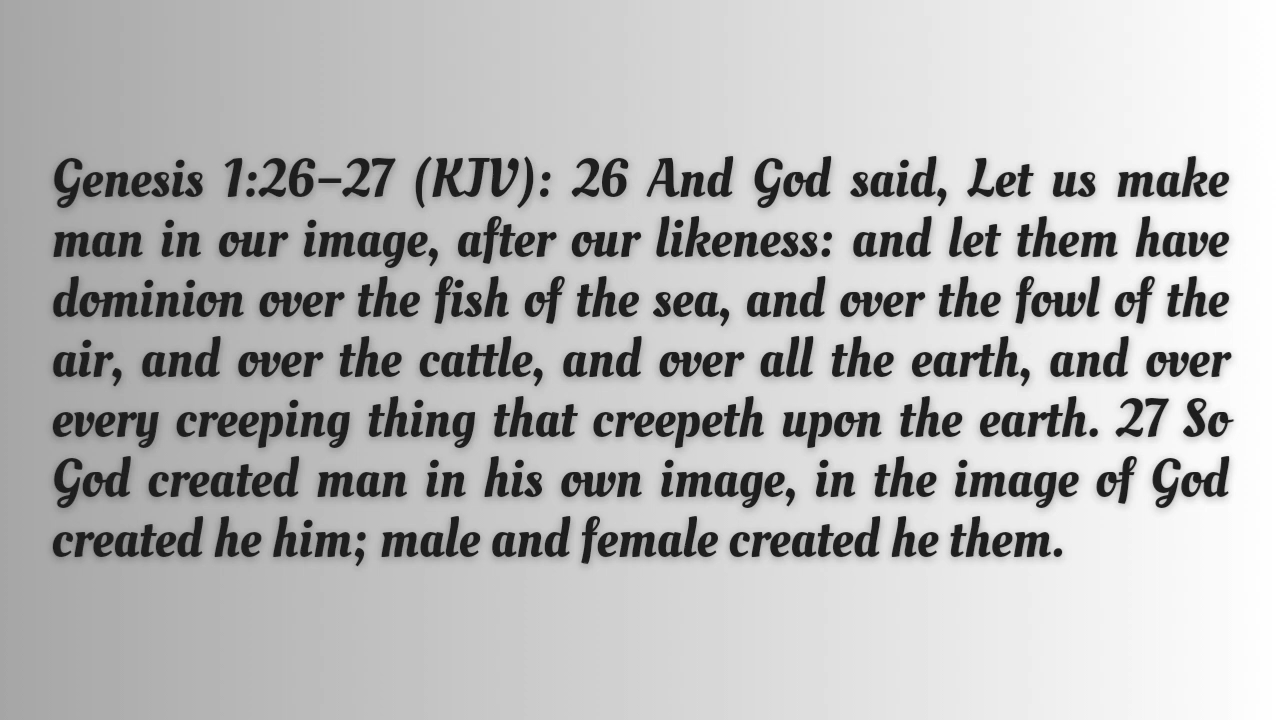 Genesis 1:26–27 (KJV): 26 And God said, Let us make
man in our image, after our likeness: and let them have
dominion over the fish of the sea, and over the fowl of the
air, and over the cattle, and over all the earth, and over
every creeping thing that creepeth upon the earth. 27 So
God created man in his own image, in the image of God
created he him; male and female created he them.